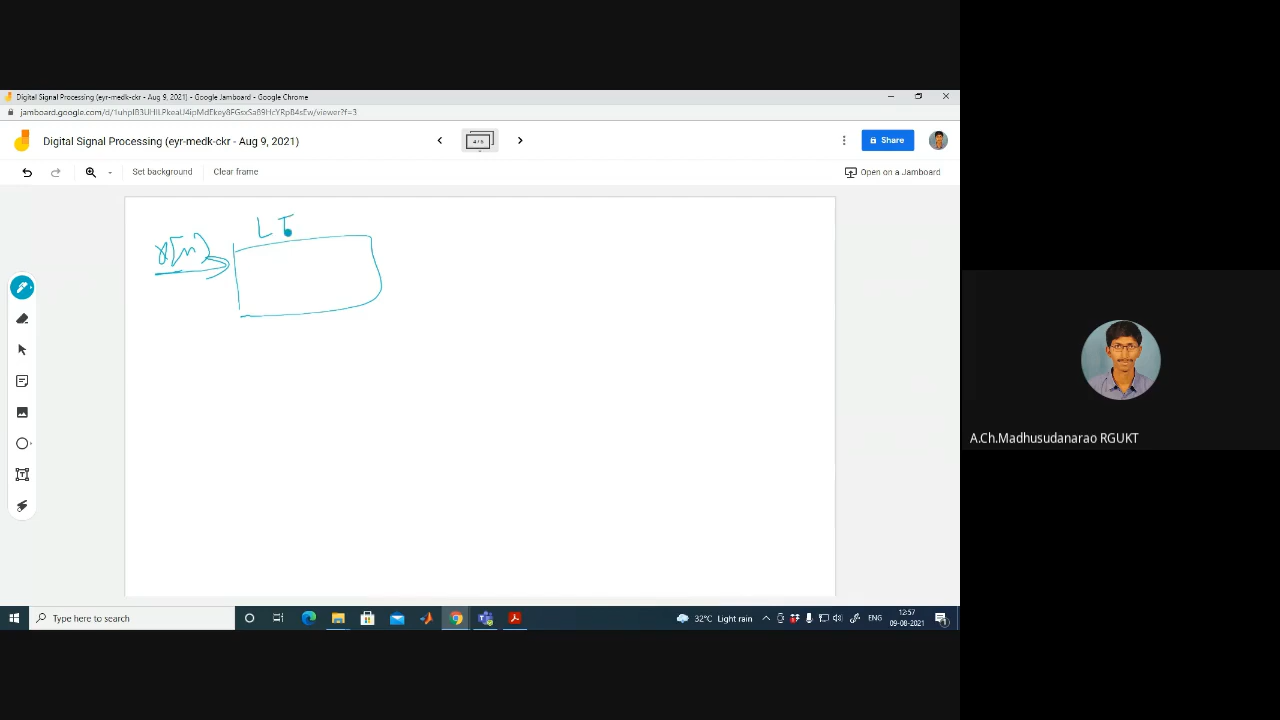 Digital Signal Processing (eyr-medk-ckr - Aug 9, 2021) - Google Jamboard - Google Chrome
Digital Signal Processing (eyr-medk-ckr - Aug 9, 2021)
4 / 5
Share
Set background
Clear frame
Open on a Jamboard
L T
x[n]
A.Ch.Madhusudanarao RGUKT
Type here to search
32°C Light rain
ENG
12:57
09-08-2021